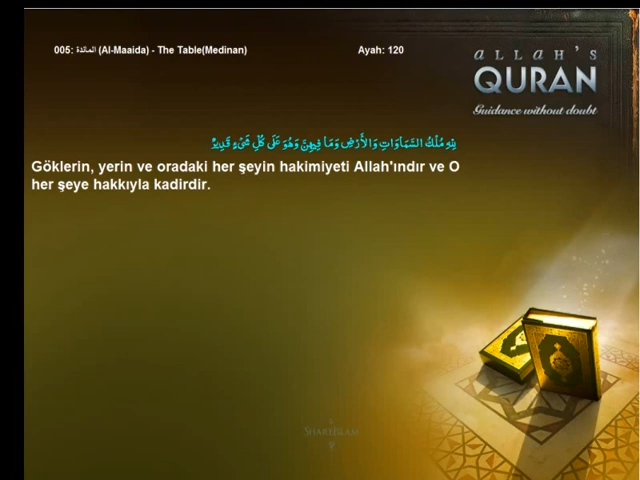 005: المائدة (Al-Maaida) - The Table(Medinan) Ayah: 120
ALLAH'S
QURAN
Guidance without doubt
لِلَّهِ مُلْكُ السَّمَاوَاتِ وَالْأَرْضِ وَمَا فِيهِنَّ وَهُوَ عَلَى كُلِّ شَيْءٍ قَدِيرٌ
Göklerin, yerin ve oradaki her şeyin hakimiyeti Allah'ındır ve O
her şeye hakkıyla kadirdir.
SHAREISLAM